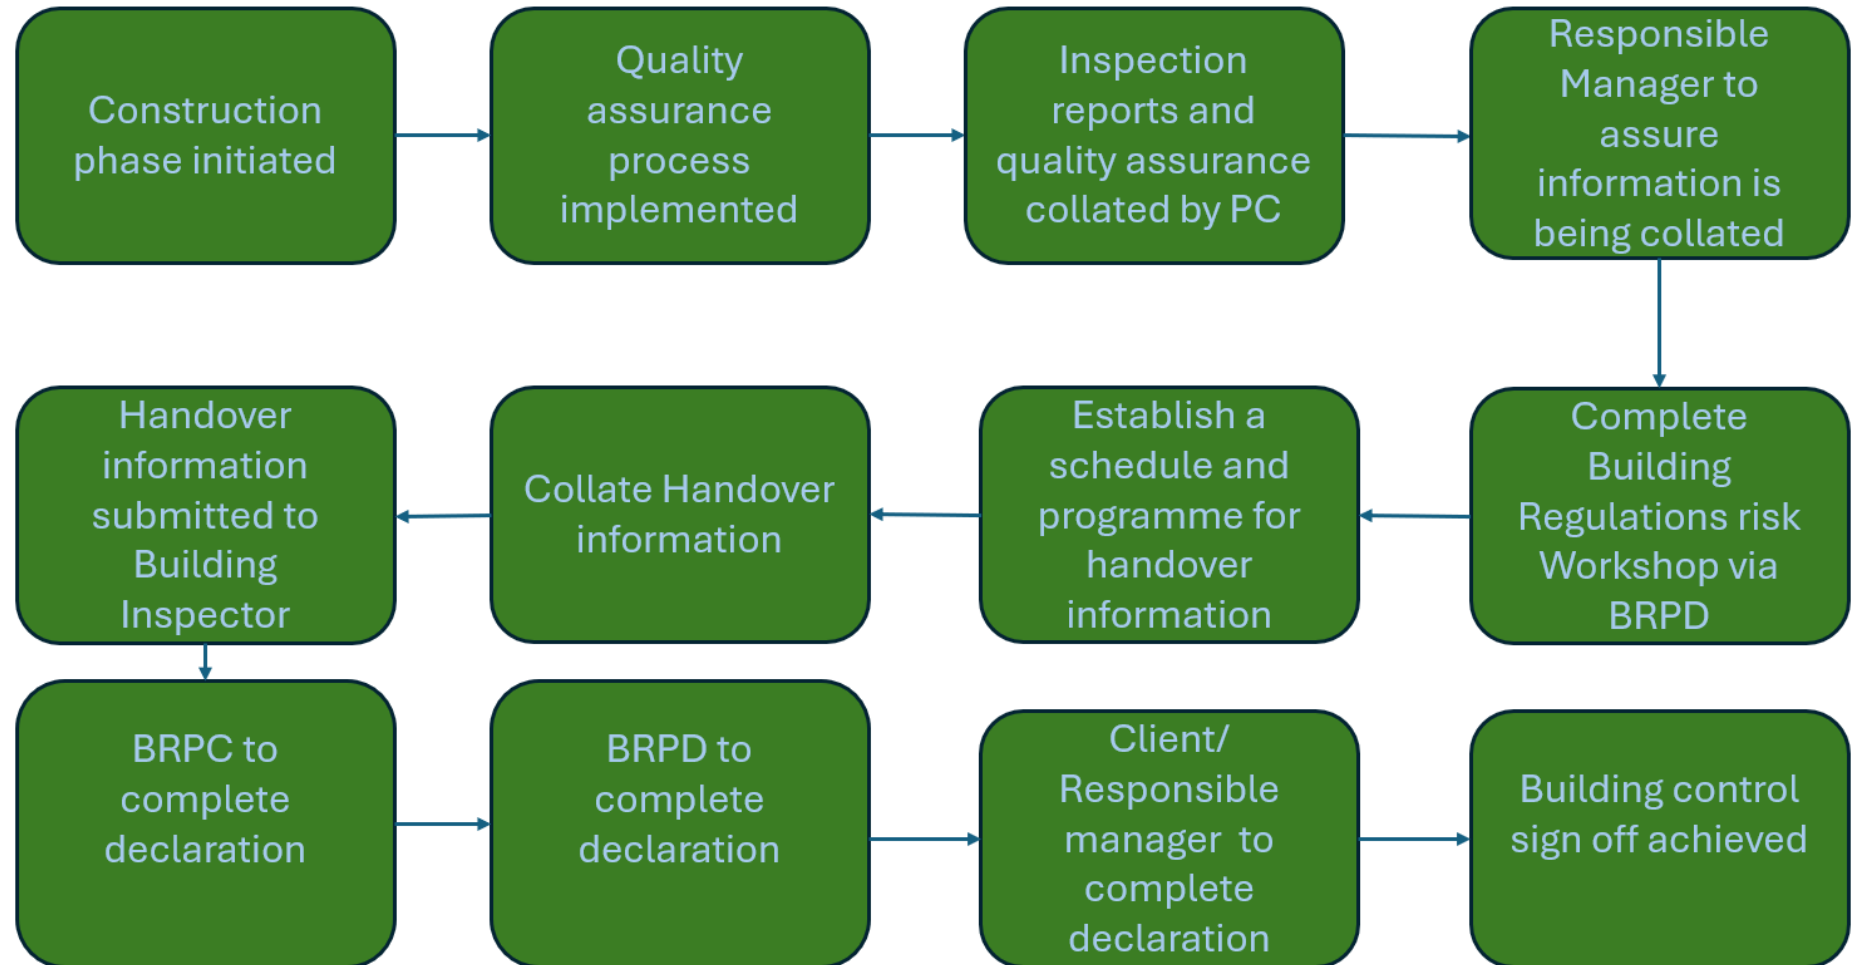 Construction
phase initiated
Quality
assurance
process
implemented
Inspection
reports and
quality assurance
collated by PC
Responsible
Manager to
assure
information is
being collated
Complete
Building
Regulations risk
Workshop via
BRPD
Establish a
schedule and
programme for
handover
information
Collate Handover
information
Handover
information
submitted to
Building
Inspector
BRPC to
complete
declaration
BRPD to
complete
declaration
Client/
Responsible
manager to
complete
declaration
Building control
sign off achieved